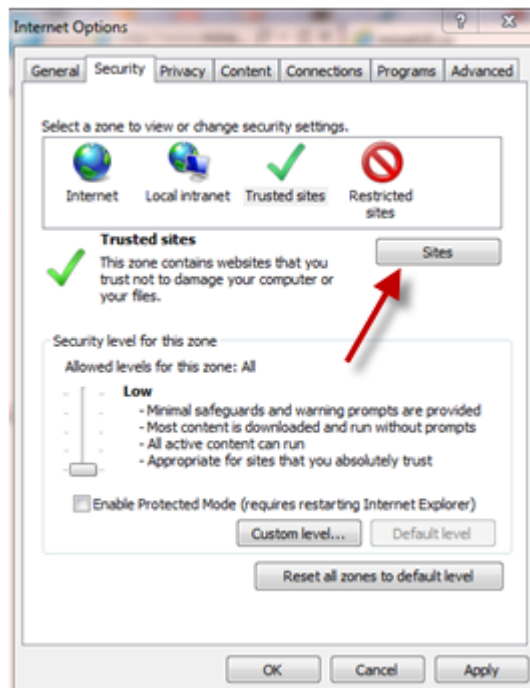 Internet Options
General Security Privacy Content Connections Programs Advanced
Select a zone to view or change security settings.
Internet Local intranet Trusted sites Restricted
sites
Trusted sites
This zone contains websites that you
trust not to damage your computer or
your files.
Sites
Security level for this zone
Allowed levels for this zone: All
Low
- Minimal safeguards and warning prompts are provided
- Most content is downloaded and run without prompts
- All active content can run
- Appropriate for sites that you absolutely trust
Enable Protected Mode (requires restarting Internet Explorer)
Custom level... Default level
Reset all zones to default level
OK Cancel Apply